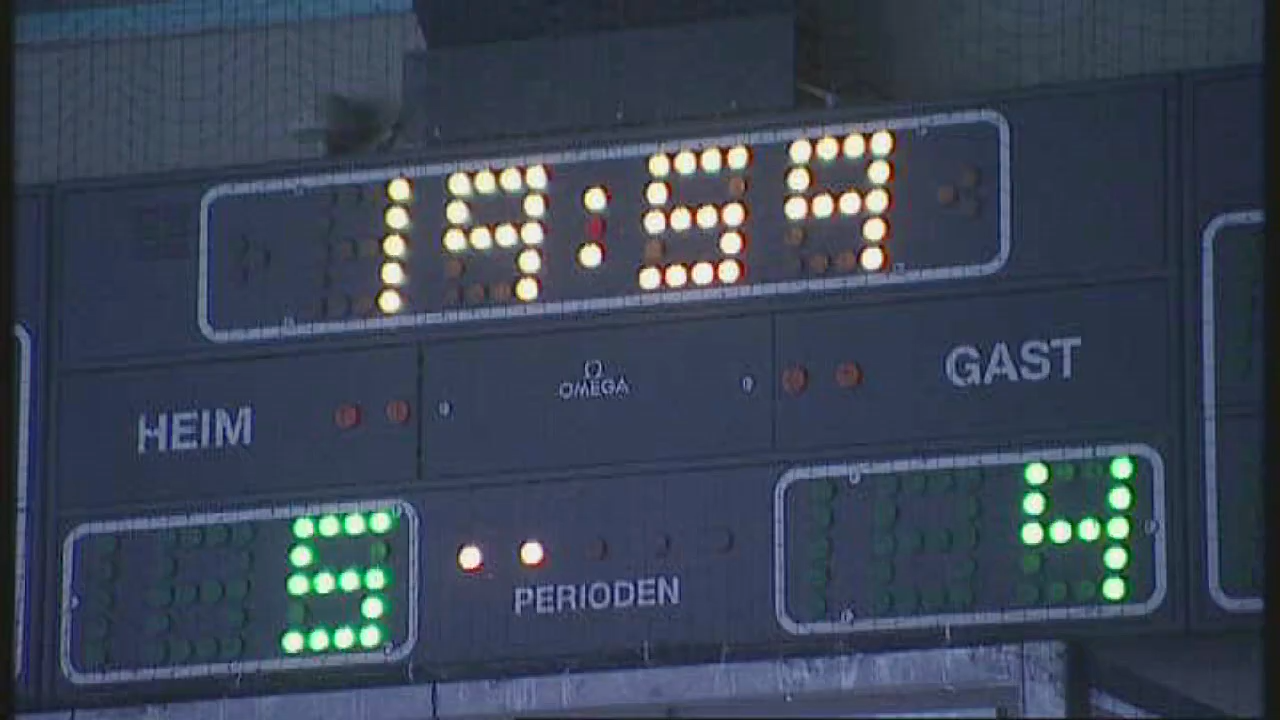 19:59
HEIM
Ω
OMEGA
GAST
5
PERIODEN
4